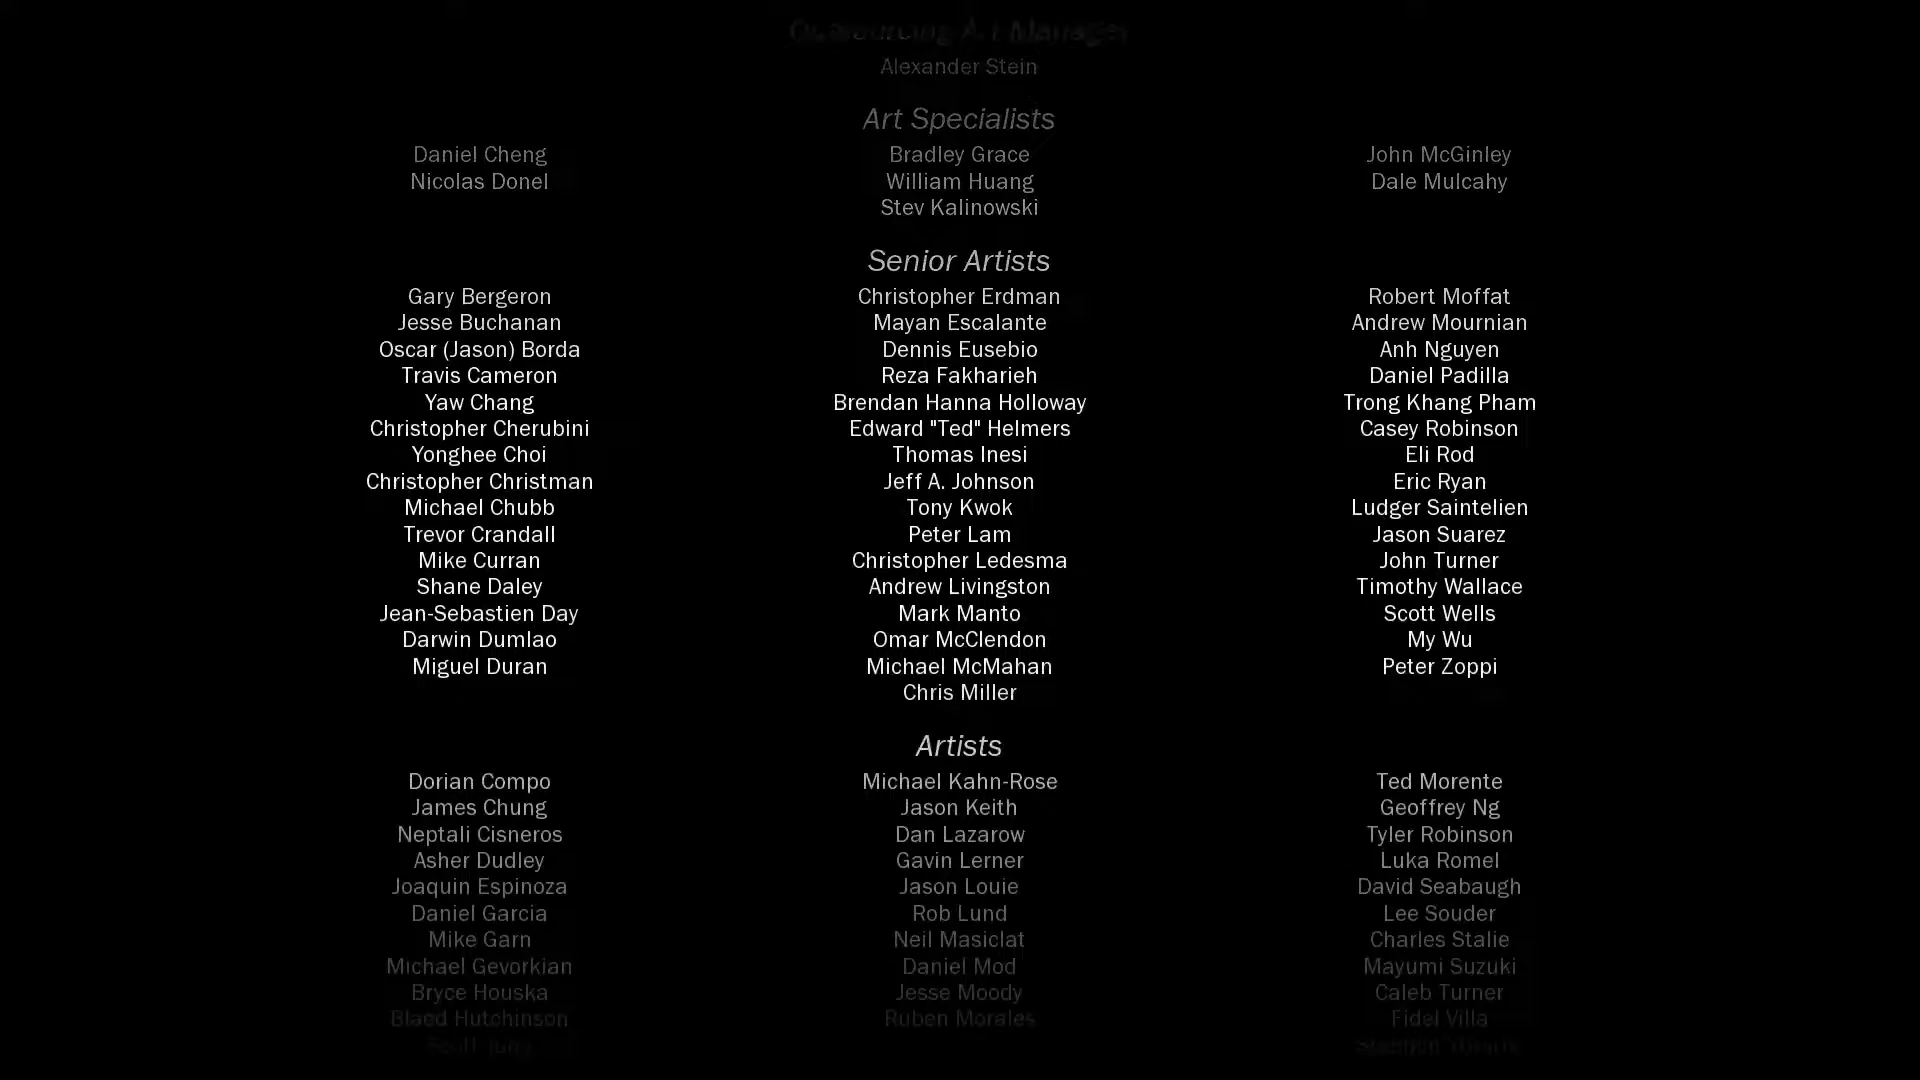 Outsourcing Art Manager
Alexander Stein
Art Specialists
Daniel Cheng Bradley Grace John McGinley
Nicolas Donel William Huang Dale Mulcahy
Stev Kalinowski
Senior Artists
Gary Bergeron Christopher Erdman Robert Moffat
Jesse Buchanan Mayan Escalante Andrew Mournian
Oscar (Jason) Borda Dennis Eusebio Anh Nguyen
Travis Cameron Reza Fakharieh Daniel Padilla
Yaw Chang Brendan Hanna Holloway Trong Khang Pham
Christopher Cherubini Edward "Ted" Helmers Casey Robinson
Yonghee Choi Thomas Inesi Eli Rod
Christopher Christman Jeff A. Johnson Eric Ryan
Michael Chubb Tony Kwok Ludger Saintelien
Trevor Crandall Peter Lam Jason Suarez
Mike Curran Christopher Ledesma John Turner
Shane Daley Andrew Livingston Timothy Wallace
Jean-Sebastien Day Mark Manto Scott Wells
Darwin Dumlao Omar McClendon My Wu
Miguel Duran Michael McMahan Peter Zoppi
Chris Miller
Artists
Dorian Compo Michael Kahn-Rose Ted Morente
James Chung Jason Keith Geoffrey Ng
Neptali Cisneros Dan Lazarow Tyler Robinson
Asher Dudley Gavin Lerner Luka Romel
Joaquin Espinoza Jason Louie David Seabaugh
Daniel Garcia Rob Lund Lee Souder
Mike Garn Neil Masiclat Charles Stalie
Michael Gevorkian Daniel Mod Mayumi Suzuki
Bryce Houska Jesse Moody Caleb Turner
Hutchinson Ruben Morales Fidel Villa